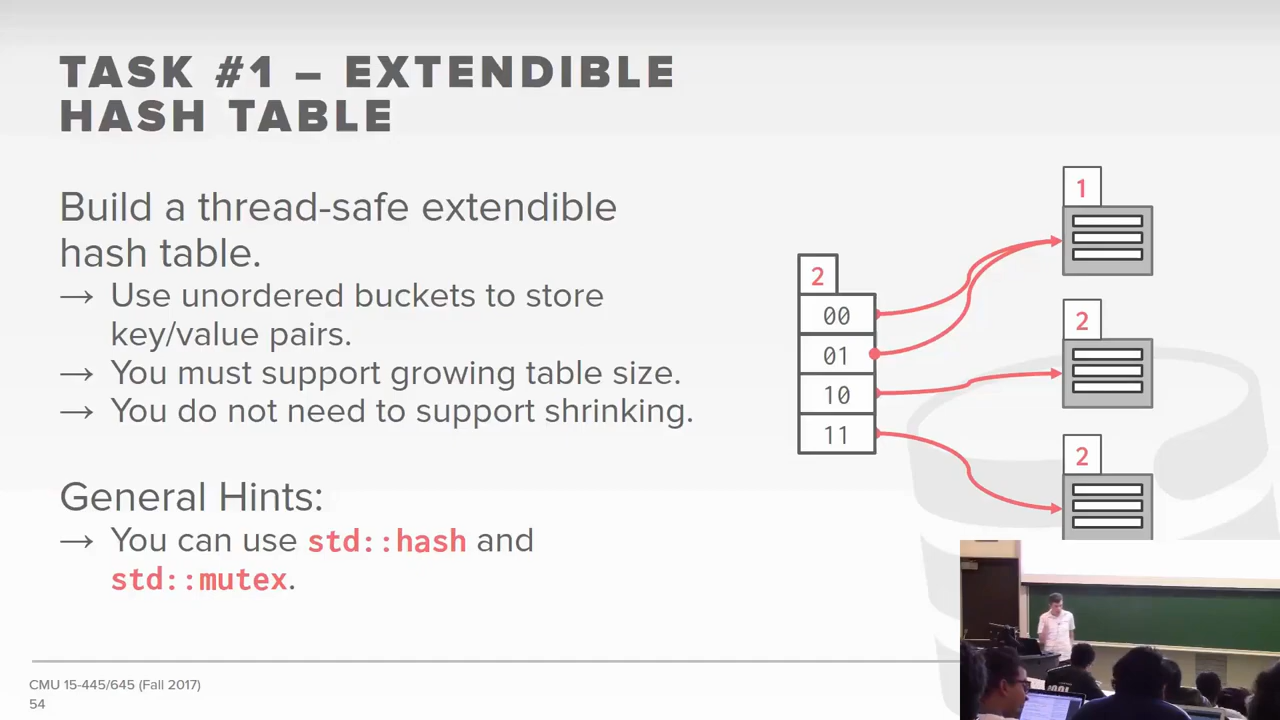 TASK #1 – EXTENDIBLE
HASH TABLE
Build a thread-safe extendible
hash table.
→ Use unordered buckets to store
key/value pairs.
→ You must support growing table size.
→ You do not need to support shrinking.
General Hints:
→ You can use std::hash and
std::mutex.
2
00
01
10
11
1
2
2
CMU 15-445/645 (Fall 2017)
54